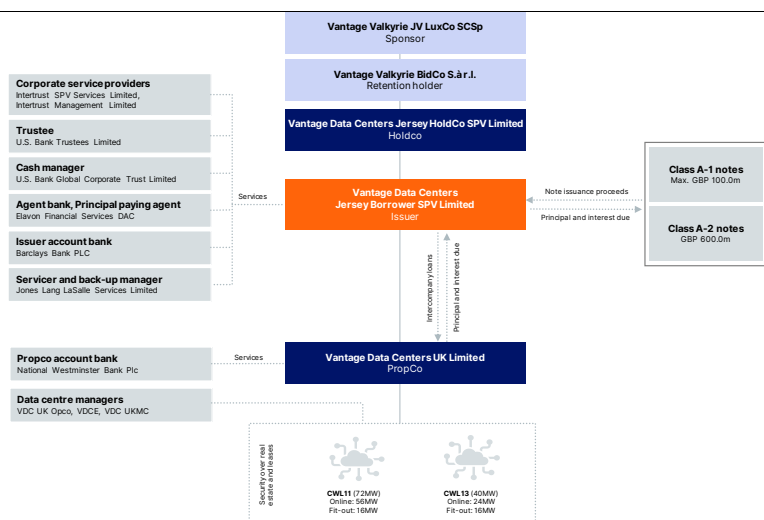 Vantage Valkyrie JV LuxCo SCSp
Sponsor
Vantage Valkyrie BidCo S.à r.l.
Retention holder
Vantage Data Centers Jersey HoldCo SPV Limited
Holdco
Corporate service providers
Intertrust SPV Services Limited,
Intertrust Management Limited
Trustee
U.S. Bank Trustees Limited
Cash manager
U.S. Bank Global Corporate Trust Limited
Agent bank, Principal paying agent
Elavon Financial Services DAC
Issuer account bank
Barclays Bank PLC
Servicer and back-up manager
Jones Lang LaSalle Services Limited
Services
Vantage Data Centers
Jersey Borrower SPV Limited
Issuer
Note issuance proceeds
Principal and interest due
Class A-1 notes
Max. GBP 100.0m
Class A-2 notes
GBP 600.0m
Intercompany loans
Principal and interest due
Propco account bank
National Westminster Bank Plc
Services
Vantage Data Centers UK Limited
PropCo
Data centre managers
VDC UK Opco, VDCE, VDC UKMC
Security over real
estate and leases
CWL11 (72MW)
Online: 56MW
Fit-out: 16MW
CWL13 (40MW)
Online: 24MW
Fit-out: 16MW